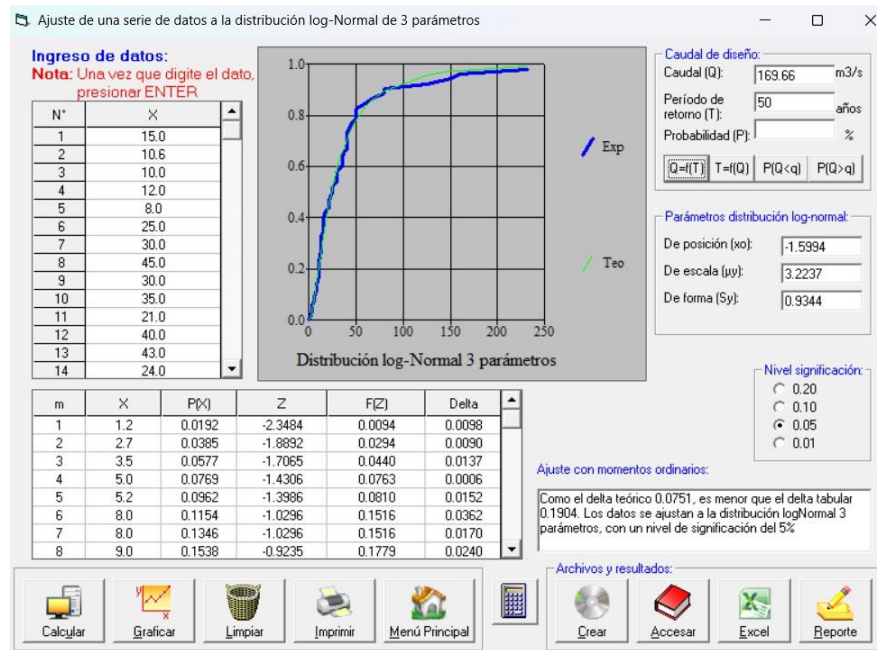 Ajuste de una serie de datos a la distribución log-Normal de 3 parámetros
Ingreso de datos:
Nota: Una vez que digite el dato,
presionar ENTER
N° X
1 15.0
2 10.6
3 10.0
4 12.0
5 8.0
6 25.0
7 30.0
8 45.0
9 30.0
10 35.0
11 21.0
12 40.0
13 43.0
14 24.0
1.0
0.8
0.6
0.4
0.2
0.0
0 50 100 150 200 250
Distribución log-Normal 3 parámetros
Exp
Teo
Caudal de diseño:
Caudal (Q): 169.66 m3/s
Período de
retorno (T): 50 años
Probabilidad (P): %
Q=f(T) T=f(Q) P(Q<q) P(Q>q)
Parámetros distribución log-normal:
De posición (xo): -1.5994
De escala (µy): 3.2237
De forma (Sy): 0.9344
Nivel significación:
0.20
0.10
0.05
0.01
m X P(X) Z F(Z) Delta
1 1.2 0.0192 -2.3484 0.0094 0.0098
2 2.7 0.0385 -1.8892 0.0294 0.0090
3 3.5 0.0577 -1.7065 0.0440 0.0137
4 5.0 0.0769 -1.4306 0.0763 0.0006
5 5.2 0.0962 -1.3986 0.0810 0.0152
6 8.0 0.1154 -1.0296 0.1516 0.0362
7 8.0 0.1346 -1.0296 0.1516 0.0170
8 9.0 0.1538 -0.9235 0.1779 0.0240
Ajuste con momentos ordinarios:
Como el delta teórico 0.0751, es menor que el delta tabular
0.1904. Los datos se ajustan a la distribución logNormal 3
parámetros, con un nivel de significación del 5%
Archivos y resultados:
Calcular Graficar Limpiar Imprimir Menú Principal Crear Accesar Excel Reporte